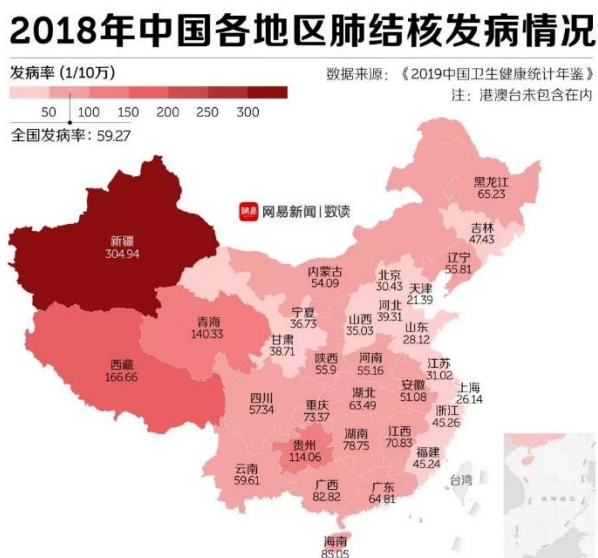 2018年中国各地区肺结核发病情况
发病率 (1/10万)
数据来源：《2019中国卫生健康统计年鉴》
注：港澳台未包含在内
50 100 150 200 250 300
全国发病率：59.27
网易 网易新闻 | 数读
黑龙江
65.23
吉林
47.43
辽宁
55.81
新疆
304.94
内蒙古
54.09
北京
30.43
天津
21.39
河北
39.31
宁夏
36.73
山西
35.03
山东
28.12
青海
140.33
甘肃
38.71
陕西
55.9
河南
55.16
江苏
31.02
西藏
166.66
安徽
51.08
上海
26.14
四川
57.34
重庆
73.37
湖北
63.49
浙江
45.26
贵州
114.06
湖南
78.75
江西
70.83
福建
45.24
云南
59.61
广西
82.82
广东
64.81
台湾
海南
85.05